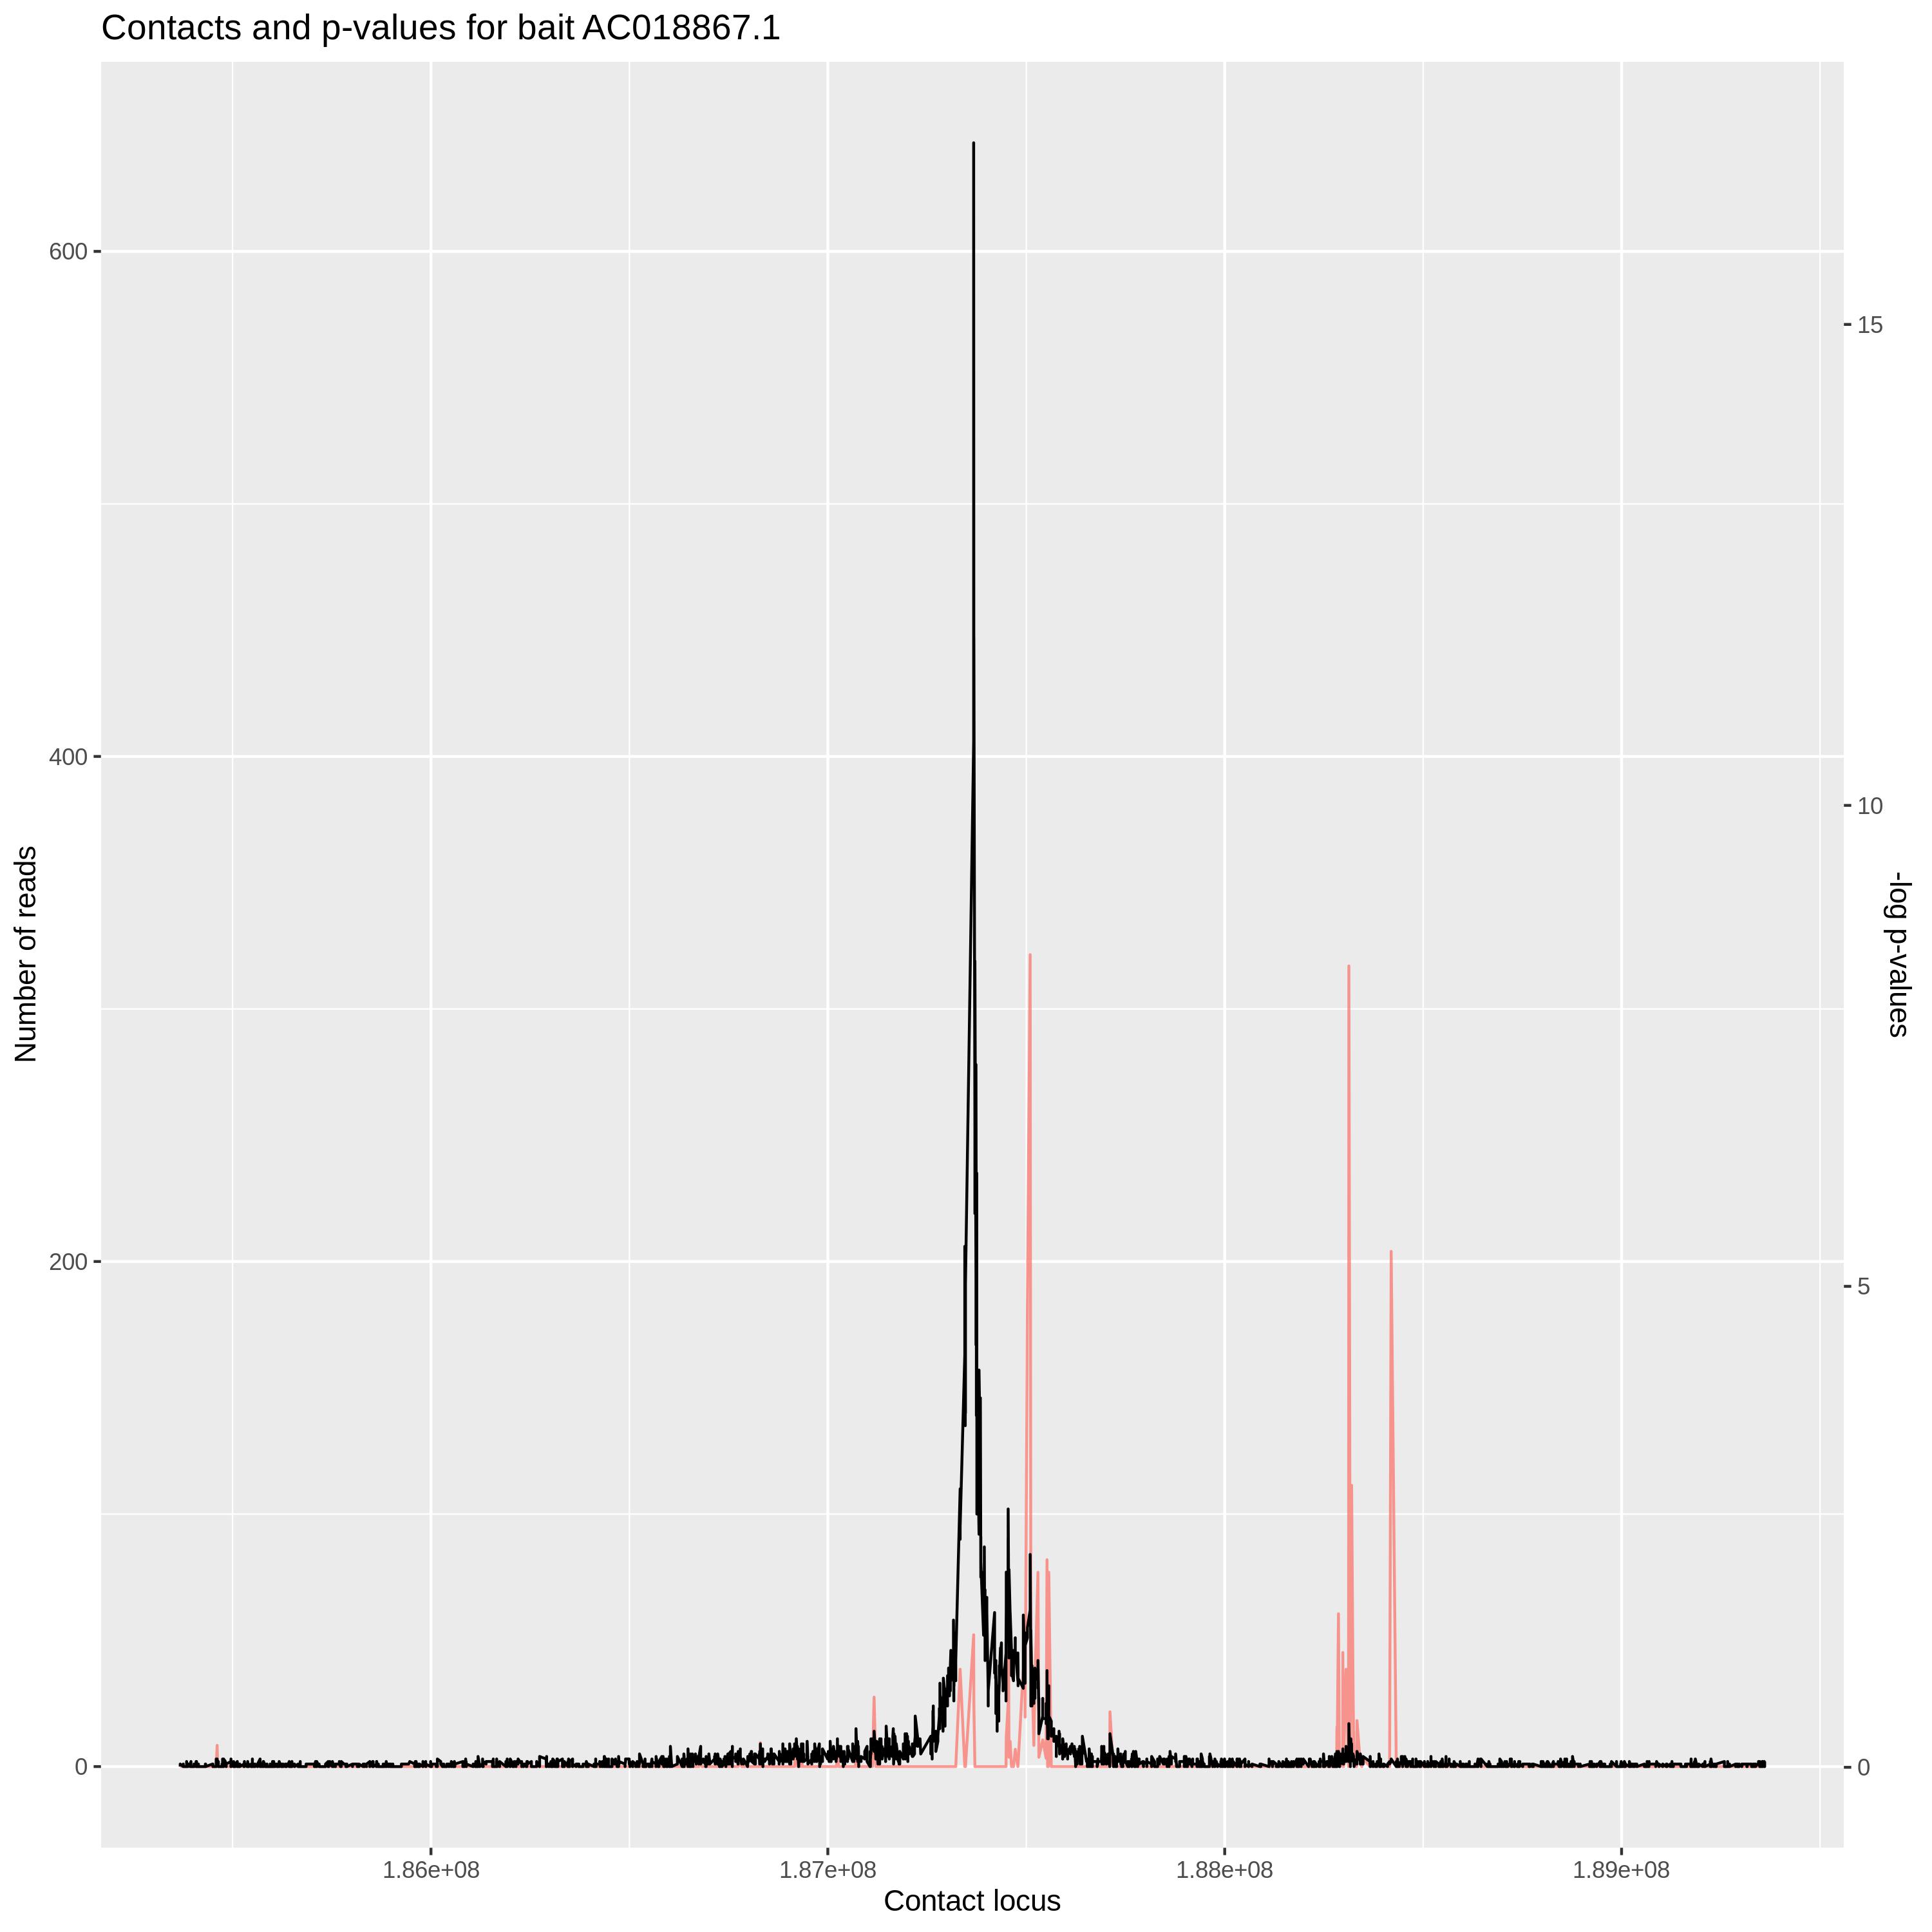 Contacts and p-values for bait AC018867.1
600
400
200
0
Number of reads
15
10
5
0
-log p-values
1.86e+08
1.87e+08
1.88e+08
1.89e+08
Contact locus